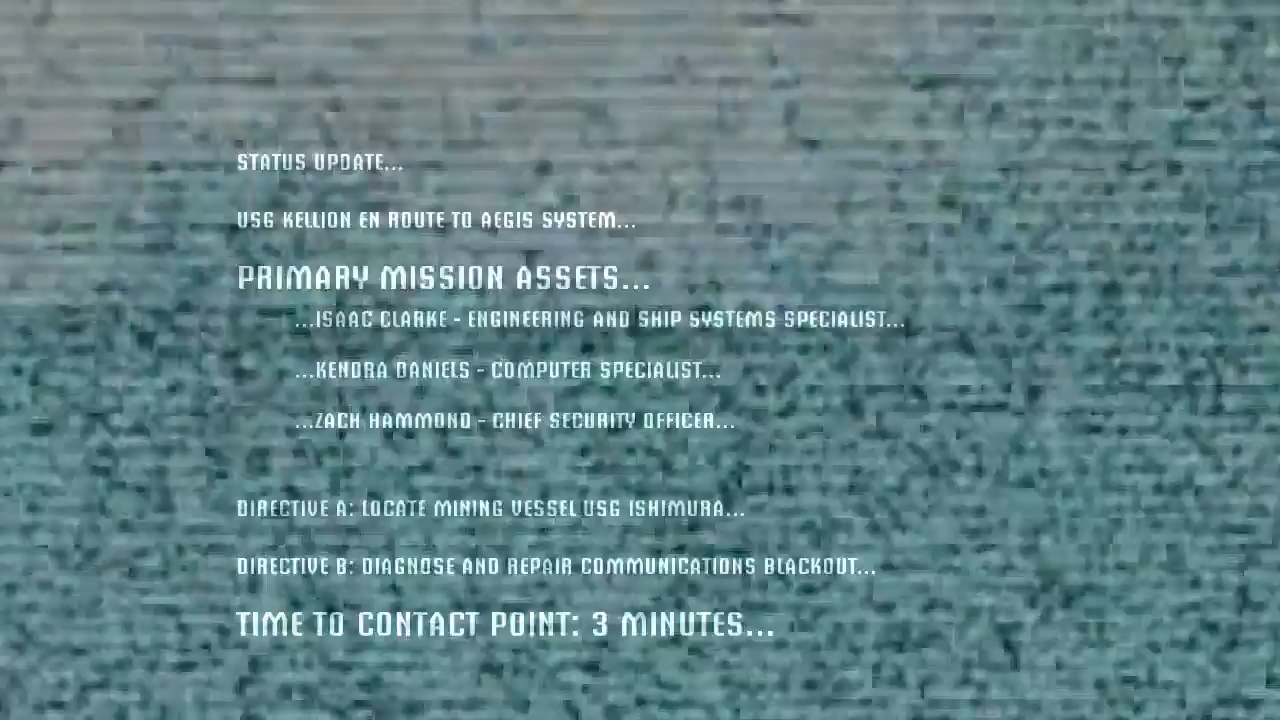 STATUS UPDATE...
USG KELLION EN ROUTE TO AEGIS SYSTEM...
PRIMARY MISSION ASSETS...
...ISAAC CLARKE - ENGINEERING AND SHIP SYSTEMS SPECIALIST...
...KENDRA DANIELS - COMPUTER SPECIALIST...
...ZACH HAMMOND - CHIEF SECURITY OFFICER...
DIRECTIVE A: LOCATE MINING VESSEL USG ISHIMURA...
DIRECTIVE B: DIAGNOSE AND REPAIR COMMUNICATIONS BLACKOUT...
TIME TO CONTACT POINT: 3 MINUTES...